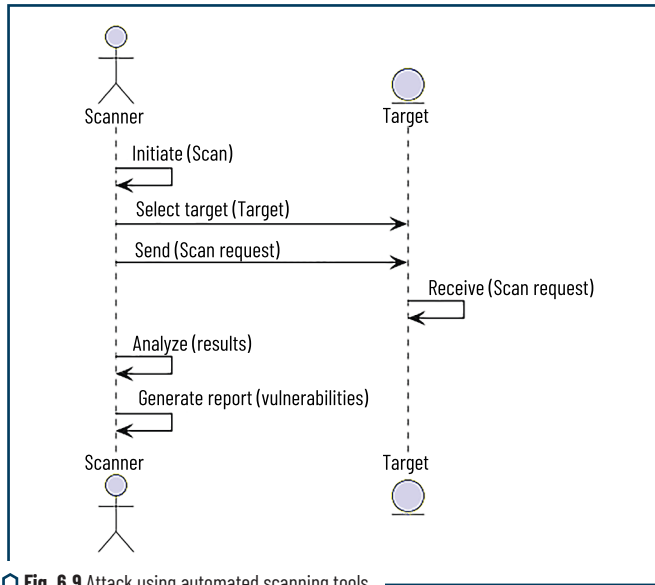 Scanner
Target
Initiate (Scan)
Select target (Target)
Send (Scan request)
Receive (Scan request)
Analyze (results)
Generate report (vulnerabilities)
Scanner
Target
Fig. 6.9 Attack using automated scanning tools